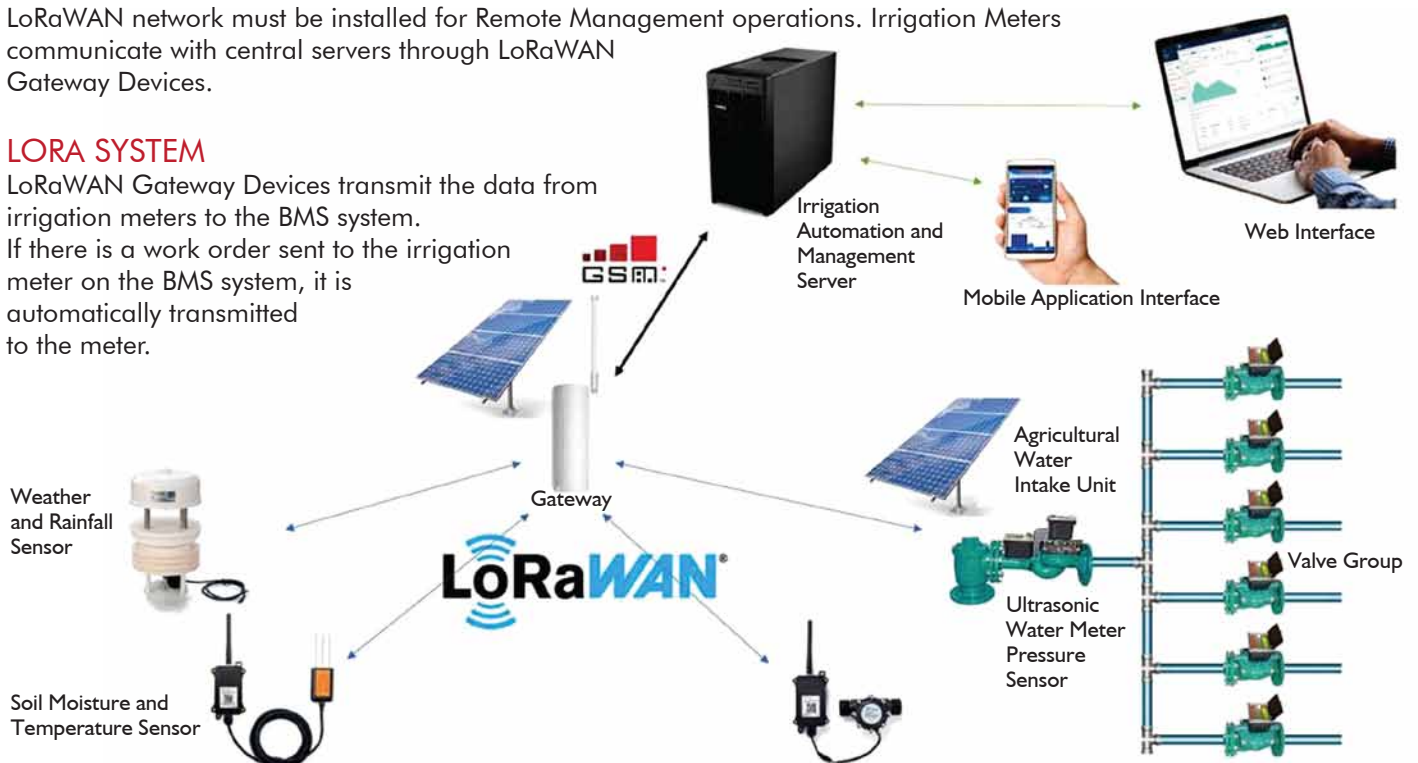 LoRaWAN network must be installed for Remote Management operations. Irrigation Meters
communicate with central servers through LoRaWAN
Gateway Devices.
LORA SYSTEM
LoRaWAN Gateway Devices transmit the data from
irrigation meters to the BMS system.
If there is a work order sent to the irrigation
meter on the BMS system, it is
automatically transmitted
to the meter.
Irrigation
Automation and
Management
Server
Web Interface
Mobile Application Interface
GSM
Agricultural
Water
Intake Unit
Weather
and Rainfall
Sensor
Gateway
LoRaWAN®
Valve Group
Ultrasonic
Water Meter
Pressure
Sensor
Soil Moisture and
Temperature Sensor